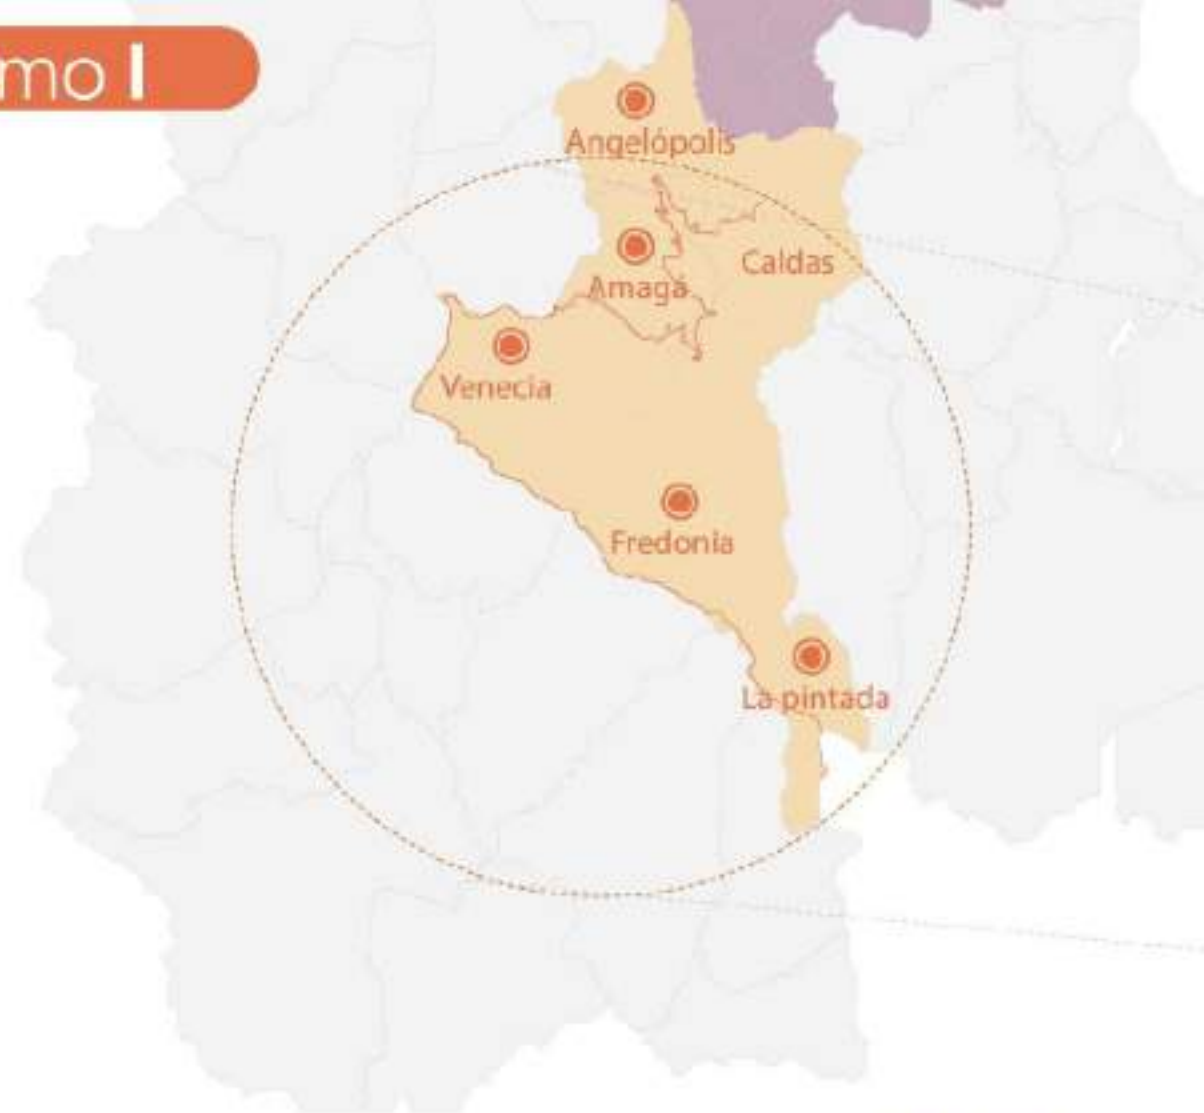 mo I
Angelópolis
Caldas
Amagá
Venecia
Fredonia
La pintada